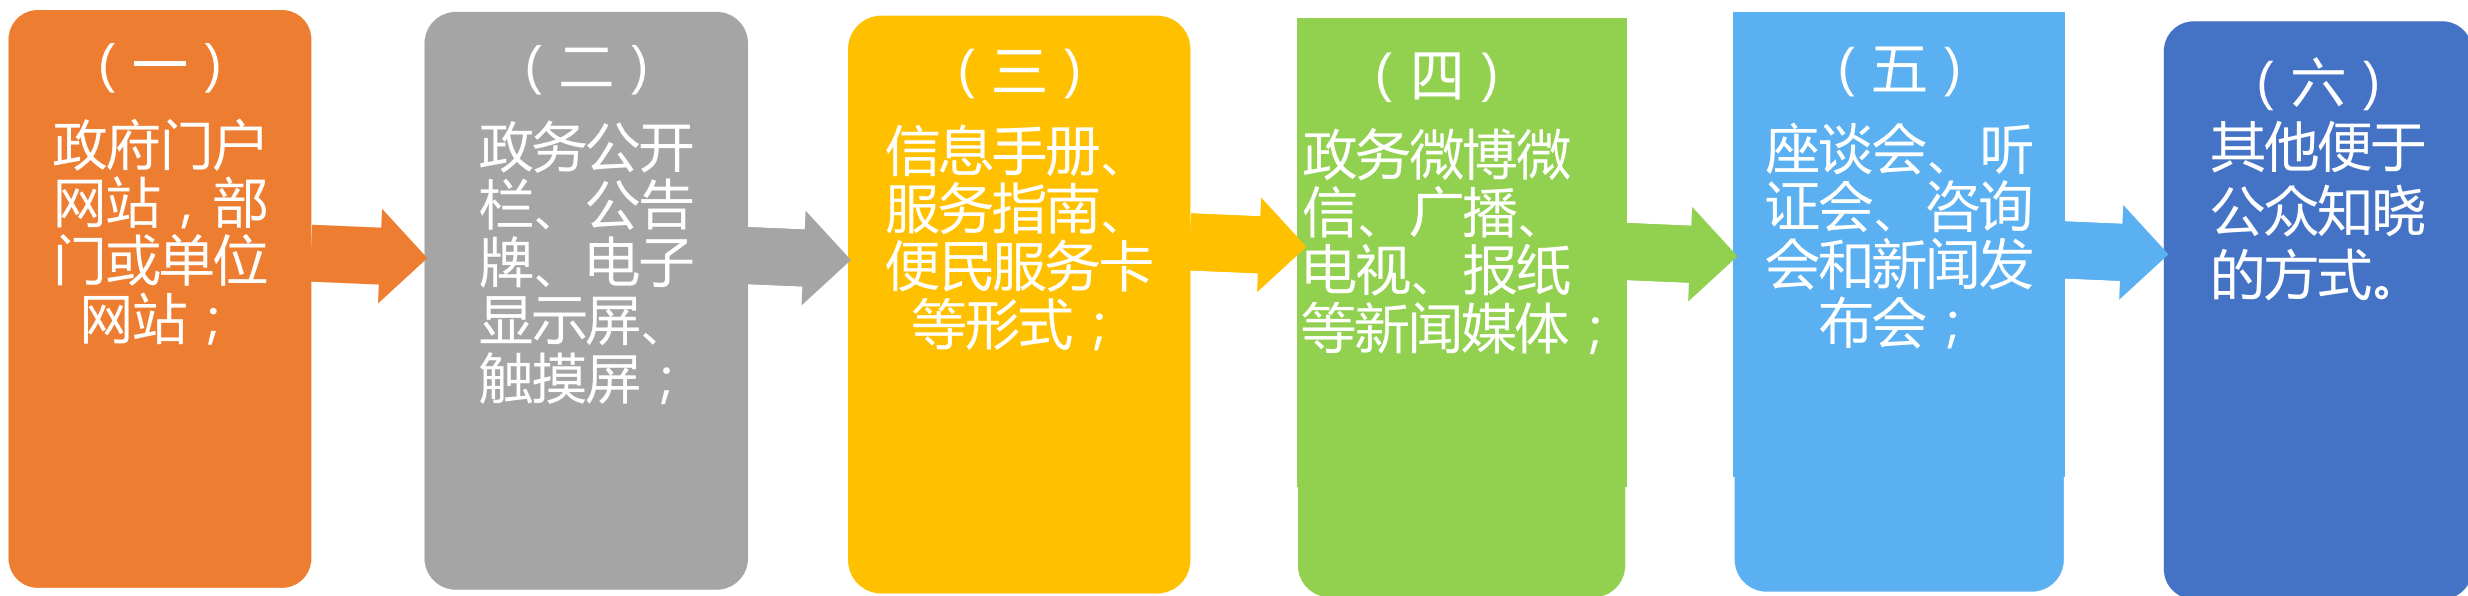 （一）
政府门户
网站，部
门或单位
网站；
（二）
政务公开
栏、公告
牌、电子
显示屏、
触摸屏；
（三）
信息手册、
服务指南、
便民服务卡
等形式；
（四）
政务微博微
信、广播、
电视、报纸
等新闻媒体；
（五）
座谈会、听
证会、咨询
会和新闻发
布会；
（六）
其他便于
公众知晓
的方式。